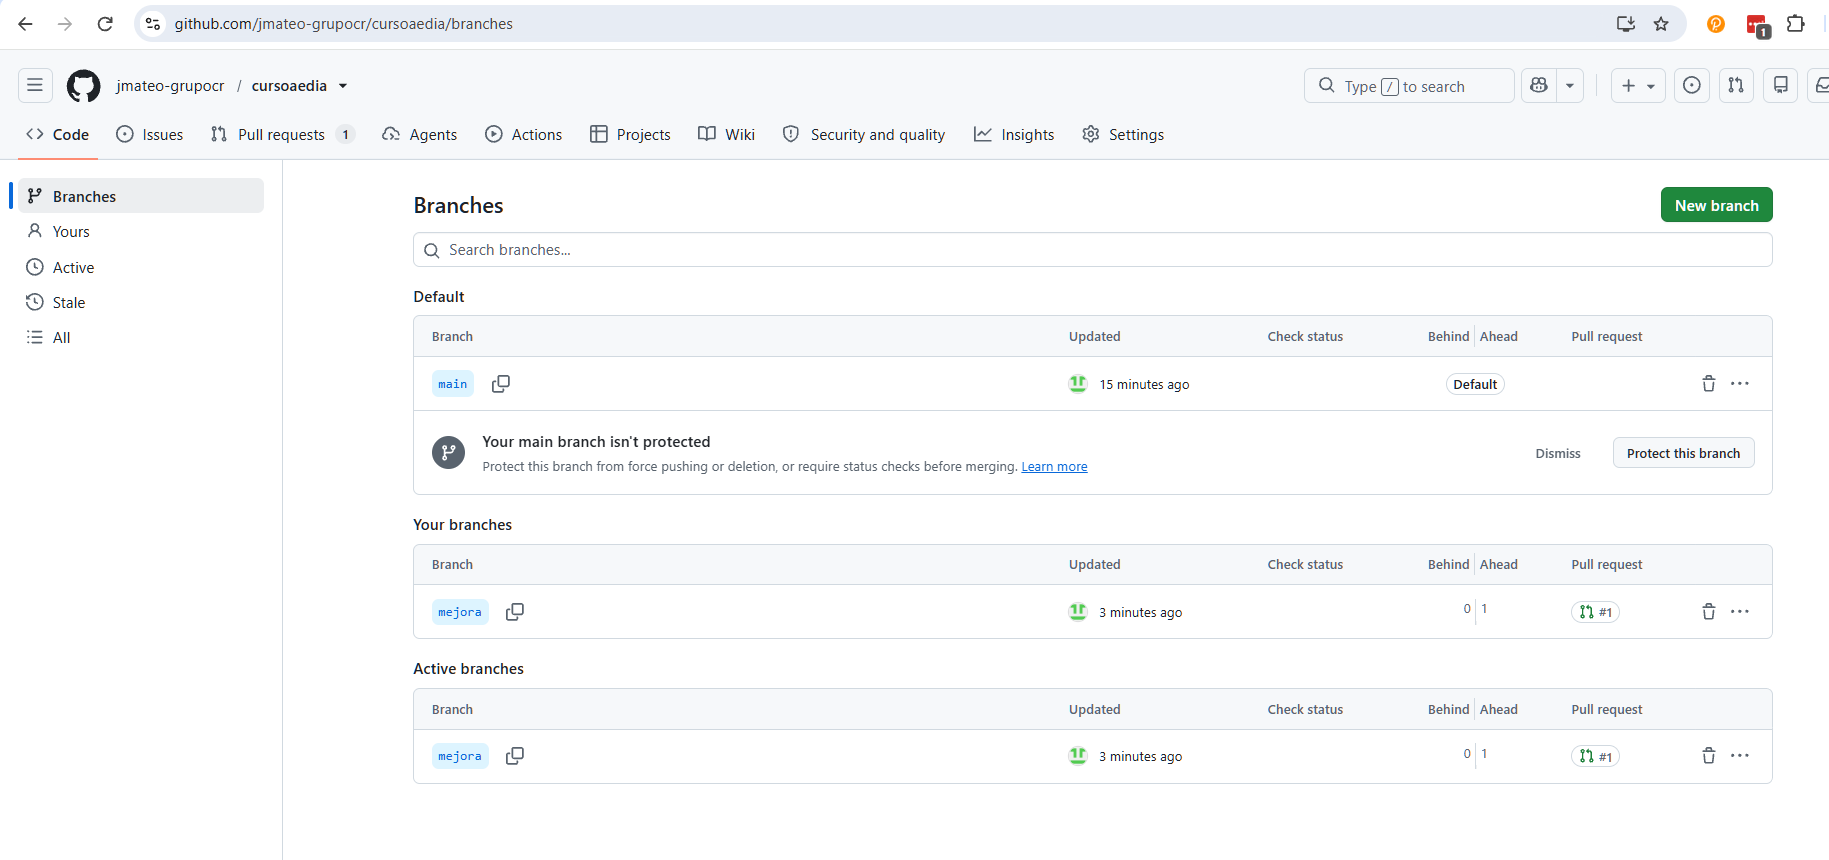 github.com/jmateo-grupocr/cursoaedia/branches
1
jmateo-grupocr / cursoaedia
Type / to search
Code
Issues
Pull requests 1
Agents
Actions
Projects
Wiki
Security and quality
Insights
Settings
Branches
Yours
Active
Stale
All
Branches
New branch
Search branches...
Default
Branch Updated Check status Behind Ahead Pull request
main 15 minutes ago Default
Your main branch isn't protected
Protect this branch from force pushing or deletion, or require status checks before merging. Learn more
Dismiss
Protect this branch
Your branches
Branch Updated Check status Behind Ahead Pull request
mejora 3 minutes ago 0 1 #1
Active branches
Branch Updated Check status Behind Ahead Pull request
mejora 3 minutes ago 0 1 #1